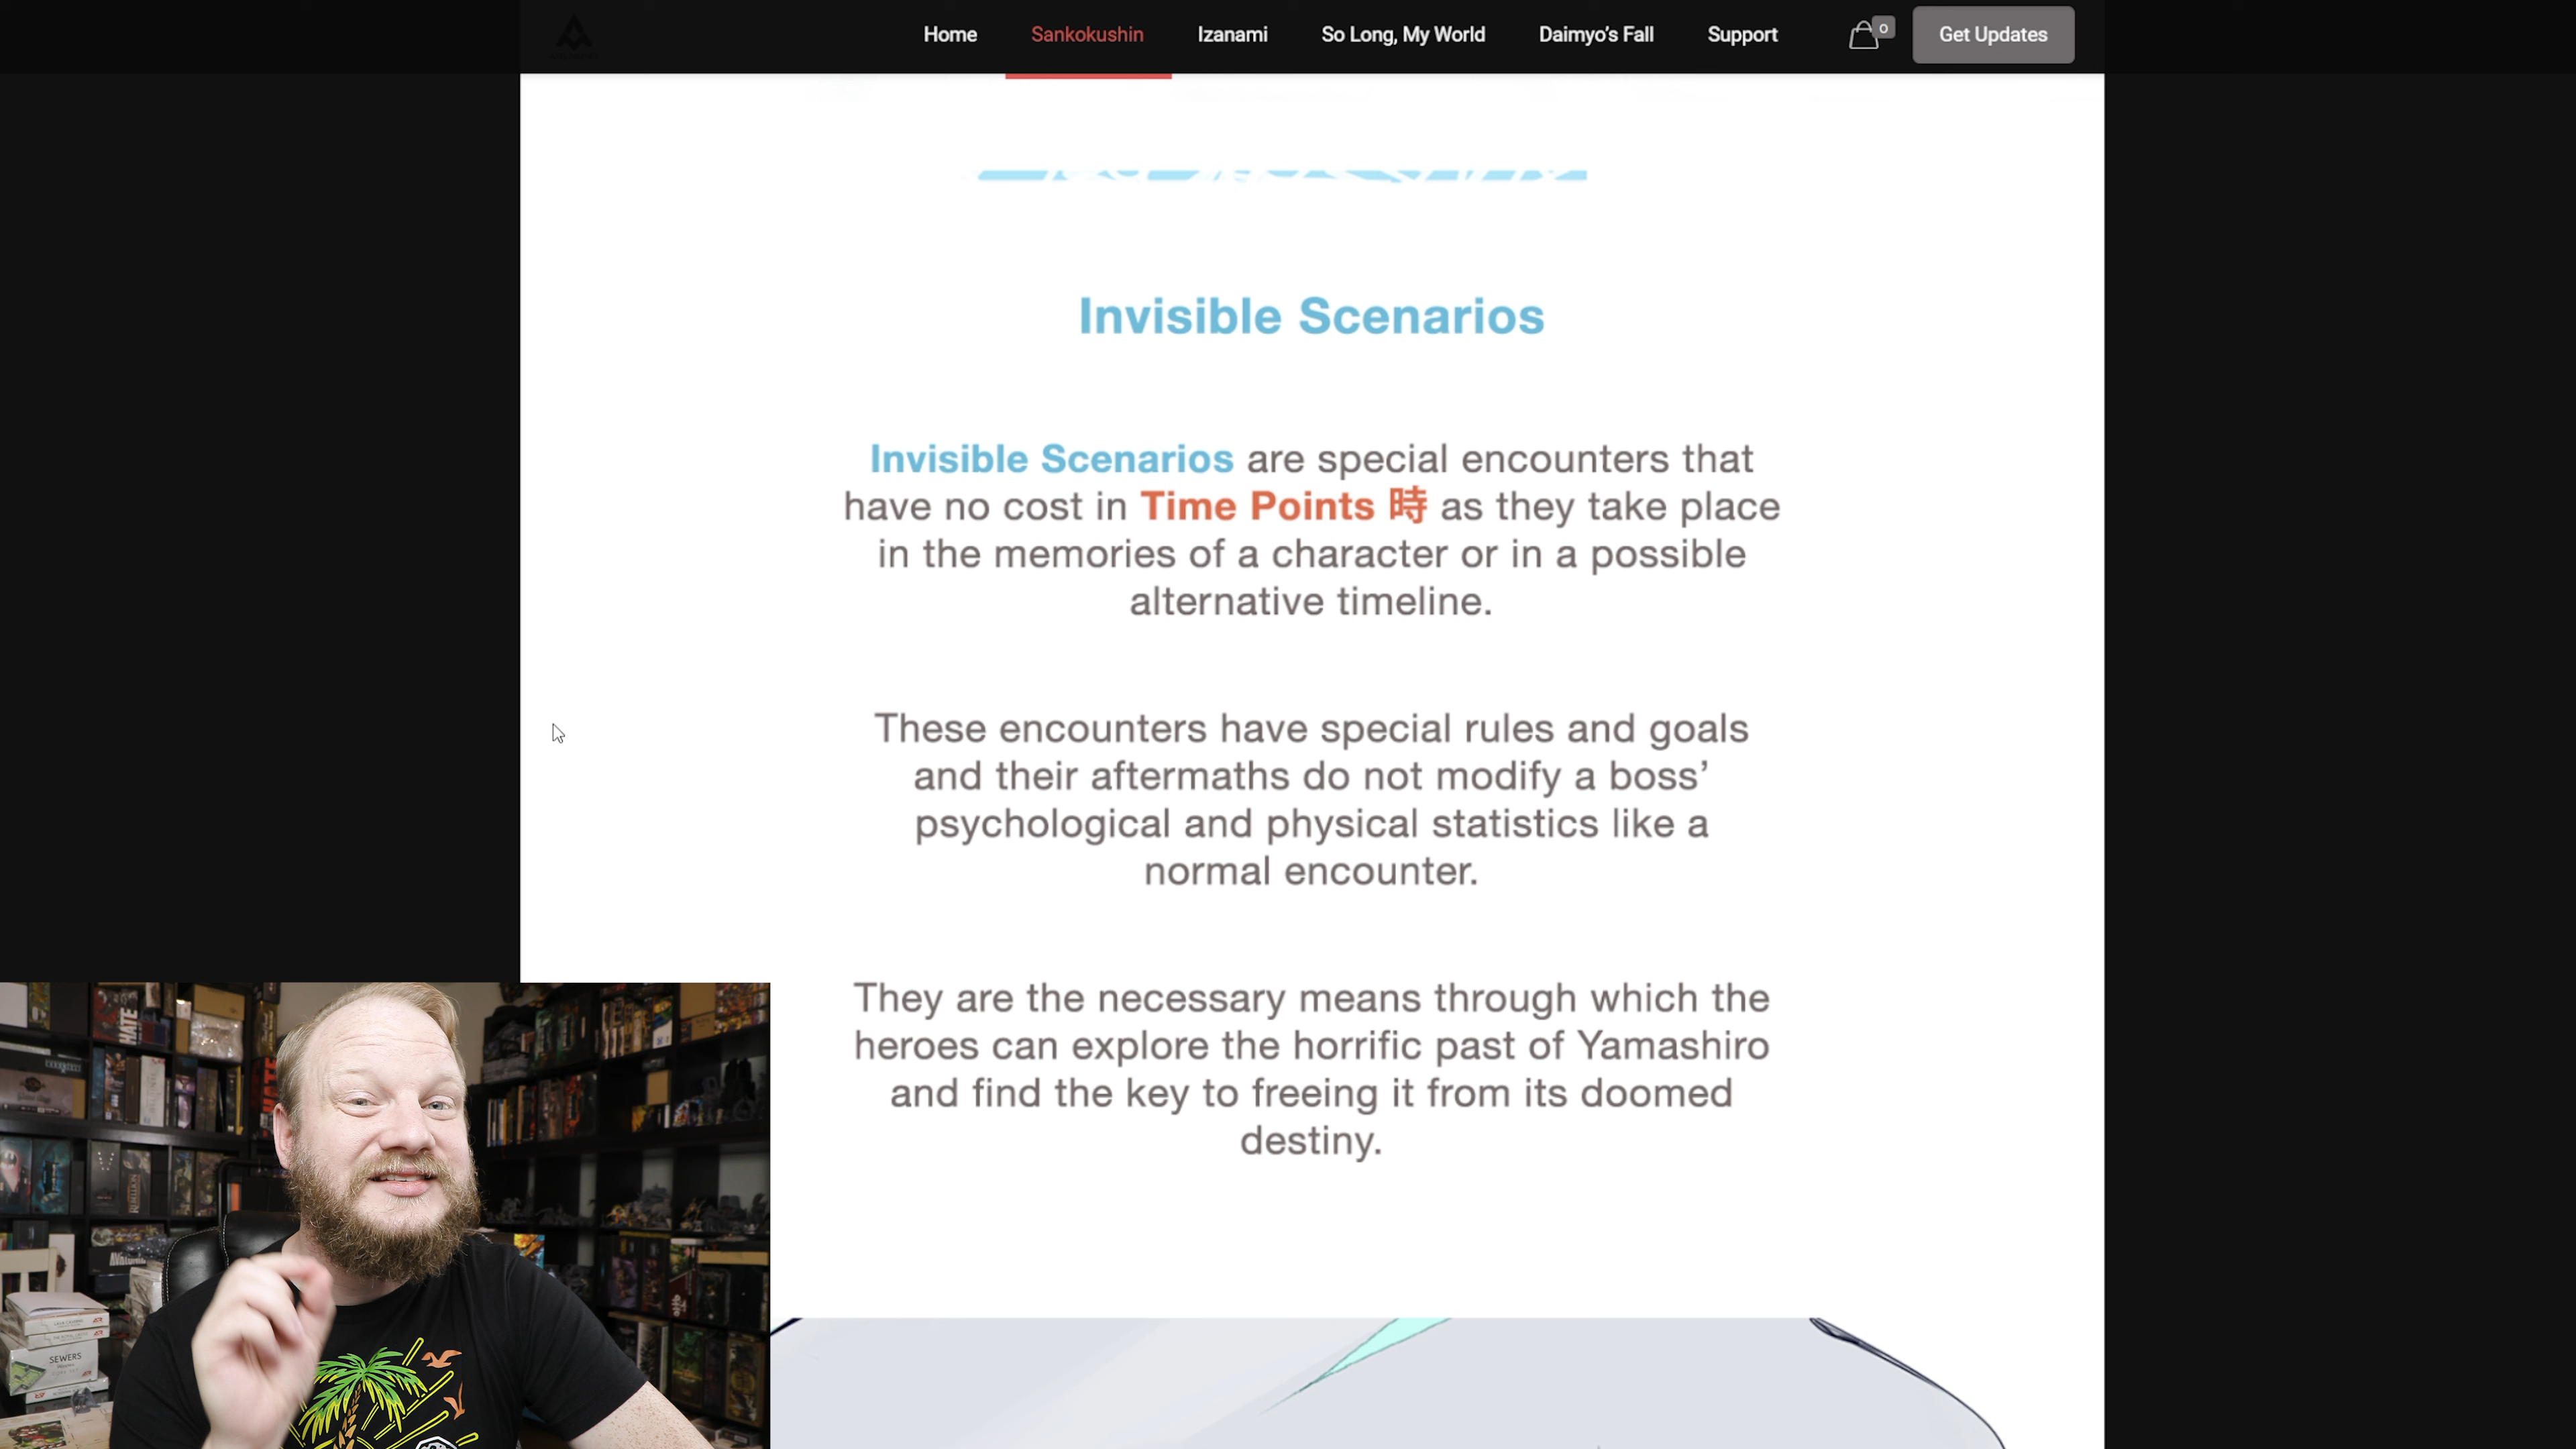 Home Sankokushin Izanami So Long, My World Daimyo's Fall Support 0 Get Updates
Invisible Scenarios
Invisible Scenarios are special encounters that
have no cost in Time Points 時 as they take place
in the memories of a character or in a possible
alternative timeline.
These encounters have special rules and goals
and their aftermaths do not modify a boss’
psychological and physical statistics like a
normal encounter.
They are the necessary means through which the
heroes can explore the horrific past of Yamashiro
and find the key to freeing it from its doomed
destiny.
HATE
HATE
SEWERS